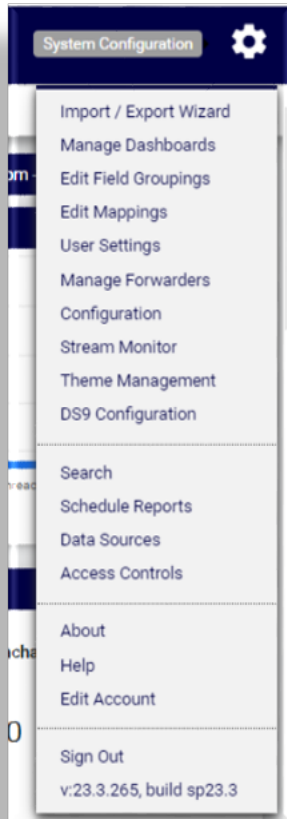 System Configuration
Import / Export Wizard
Manage Dashboards
Edit Field Groupings
Edit Mappings
User Settings
Manage Forwarders
Configuration
Stream Monitor
Theme Management
DS9 Configuration
Search
Schedule Reports
Data Sources
Access Controls
About
Help
Edit Account
0
Sign Out
v:23.3.265, build sp23.3